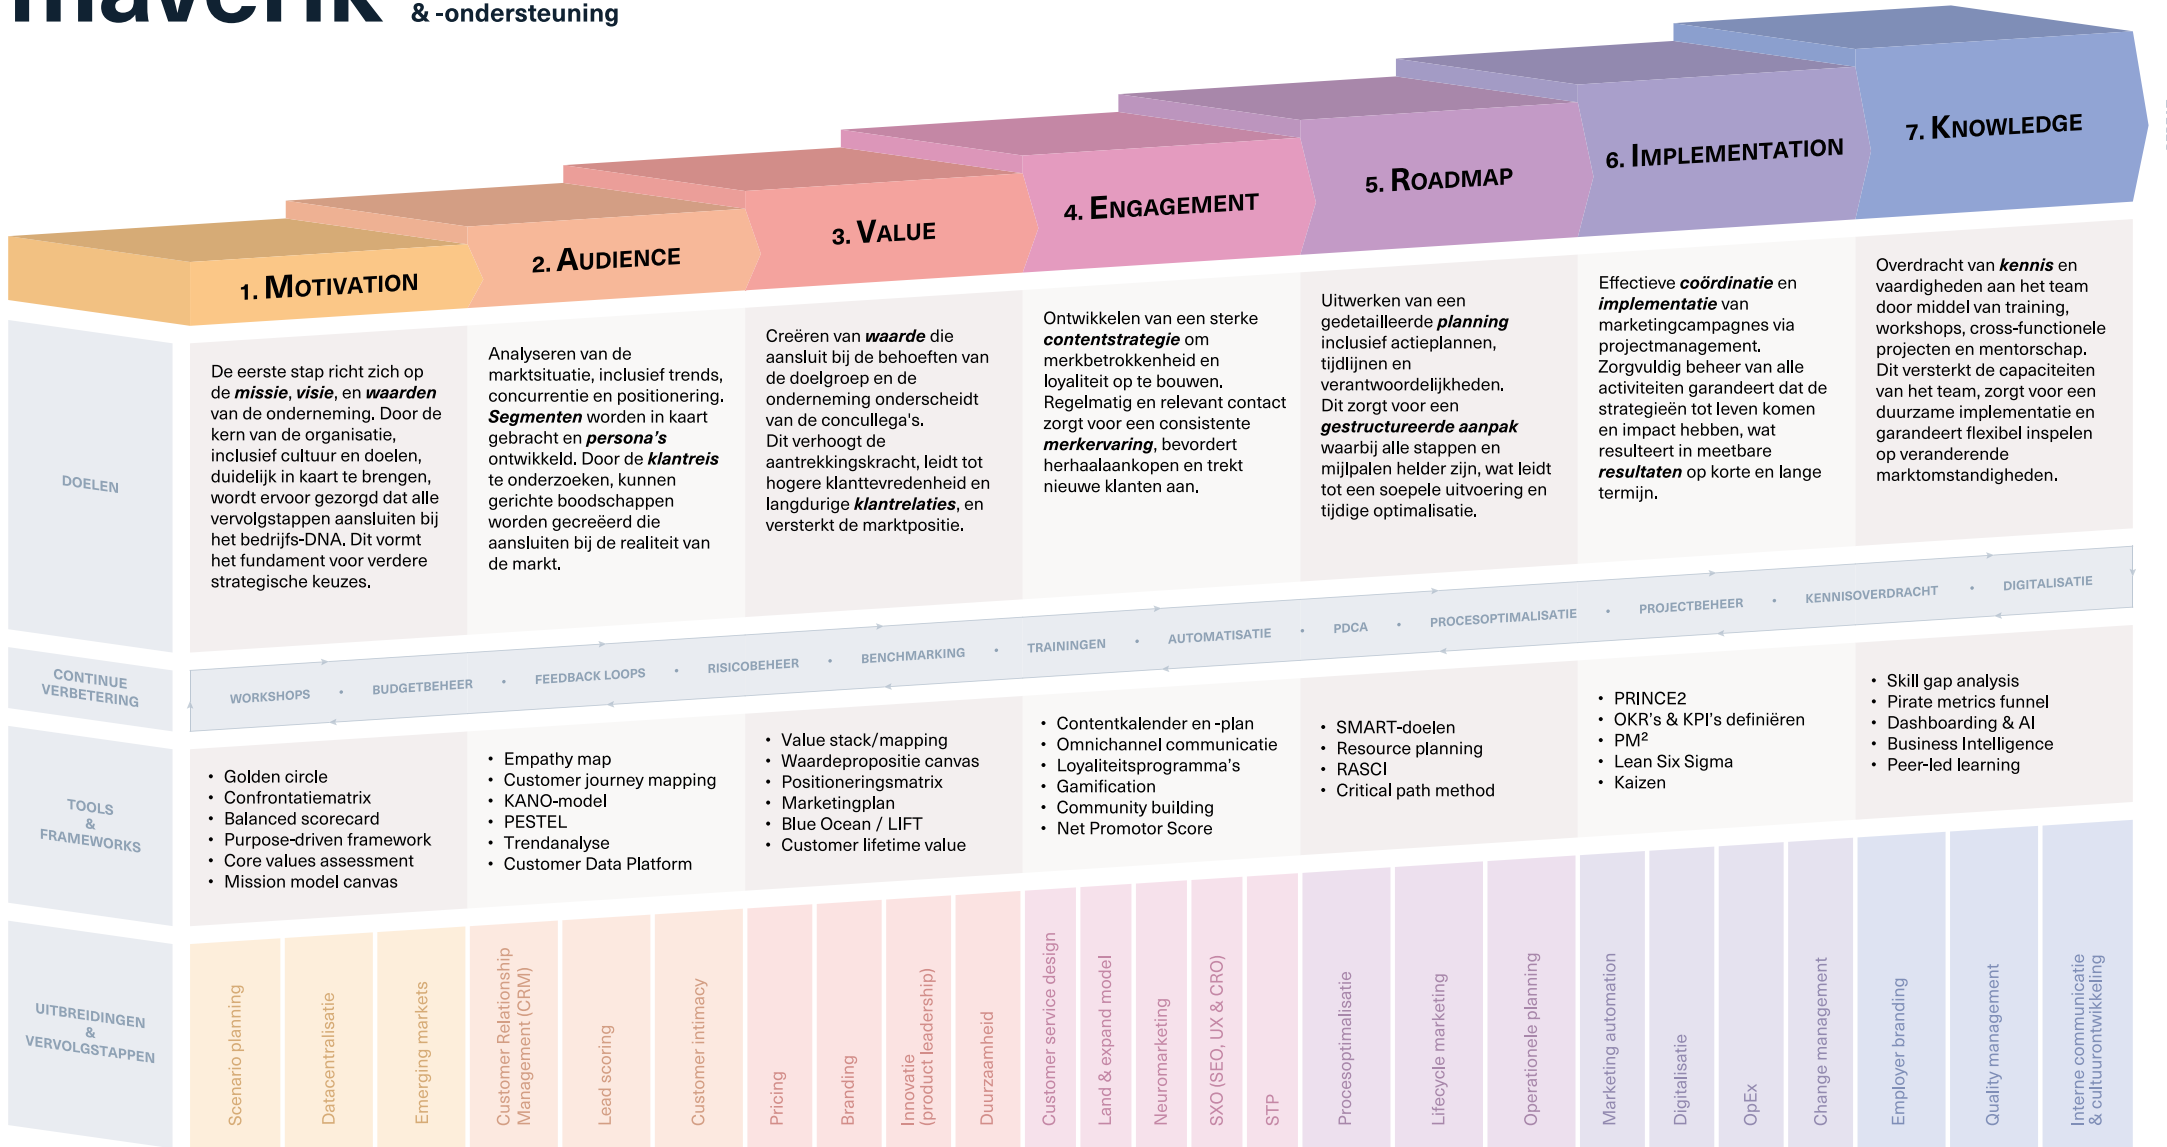 maverik
& -ondersteuning
1. MOTIVATION
2. AUDIENCE
3. VALUE
4. ENGAGEMENT
5. ROADMAP
6. IMPLEMENTATION
7. KNOWLEDGE
DOELEN
De eerste stap richt zich op
de missie, visie, en waarden
van de onderneming. Door de
kern van de organisatie,
inclusief cultuur en doelen,
duidelijk in kaart te brengen,
wordt ervoor gezorgd dat alle
vervolgstappen aansluiten bij
het bedrijfs-DNA. Dit vormt
het fundament voor verdere
strategische keuzes.
Analyseren van de
marktsituatie, inclusief trends,
concurrentie en positionering.
Segmenten worden in kaart
gebracht en persona's
ontwikkeld. Door de klantreis
te onderzoeken, kunnen
gerichte boodschappen
worden gecreëerd die
aansluiten bij de realiteit van
de markt.
Creëren van waarde die
aansluit bij de behoeften van
de doelgroep en de
onderneming onderscheidt
van de concullega's.
Dit verhoogt de
aantrekkingskracht, leidt tot
hogere klanttevredenheid en
langdurige klantrelaties, en
versterkt de marktpositie.
Ontwikkelen van een sterke
contentstrategie om
merkbetrokkenheid en
loyaliteit op te bouwen.
Regelmatig en relevant contact
zorgt voor een consistente
merkervaring, bevordert
herhaalaankopen en trekt
nieuwe klanten aan.
Uitwerken van een
gedetailleerde planning
inclusief actieplannen,
tijdlijnen en
verantwoordelijkheden.
Dit zorgt voor een
gestructureerde aanpak
waarbij alle stappen en
mijlpalen helder zijn, wat leidt
tot een soepele uitvoering en
tijdige optimalisatie.
Effectieve coördinatie en
implementatie van
marketingcampagnes via
projectmanagement.
Zorgvuldig beheer van alle
activiteiten garandeert dat de
strategieën tot leven komen
en impact hebben, wat
resulteert in meetbare
resultaten op korte en lange
termijn.
Overdracht van kennis en
vaardigheden aan het team
door middel van training,
workshops, cross-functionele
projecten en mentorschap.
Dit versterkt de capaciteiten
van het team, zorgt voor een
duurzame implementatie en
garandeert flexibel inspelen
op veranderende
marktomstandigheden.
CONTINUE
VERBETERING
WORKSHOPS • BUDGETBEHEER • FEEDBACK LOOPS • RISICOBEHEER • BENCHMARKING • TRAININGEN • AUTOMATISATIE • PDCA • PROCESOPTIMALISATIE • PROJECTBEHEER • KENNISOVERDRACHT • DIGITALISATIE
TOOLS
&
FRAMEWORKS
• Golden circle
• Confrontatiematrix
• Balanced scorecard
• Purpose-driven framework
• Core values assessment
• Mission model canvas
• Empathy map
• Customer journey mapping
• KANO-model
• PESTEL
• Trendanalyse
• Customer Data Platform
• Value stack/mapping
• Waardepropositie canvas
• Positioneringsmatrix
• Marketingplan
• Blue Ocean / LIFT
• Customer lifetime value
• Contentkalender en -plan
• Omnichannel communicatie
• Loyaliteitsprogramma's
• Gamification
• Community building
• Net Promotor Score
• SMART-doelen
• Resource planning
• RASCI
• Critical path method
• PRINCE2
• OKR's & KPI's definiëren
• PM²
• Lean Six Sigma
• Kaizen
• Skill gap analysis
• Pirate metrics funnel
• Dashboarding & AI
• Business Intelligence
• Peer-led learning
UITBREIDINGEN
&
VERVOLGSTAPPEN
Scenario planning
Datacentralisatie
Emerging markets
Customer Relationship
Management (CRM)
Lead scoring
Customer intimacy
Pricing
Branding
Innovatie
(product leadership)
Duurzaamheid
Customer service design
Land & expand model
Neuromarketing
SXO (SEO, UX & CRO)
STP
Procesoptimalisatie
Lifecycle marketing
Operationele planning
Marketing automation
Digitalisatie
OpEx
Change management
Employer branding
Quality management
Interne communicatie
& cultuurontwikkeling